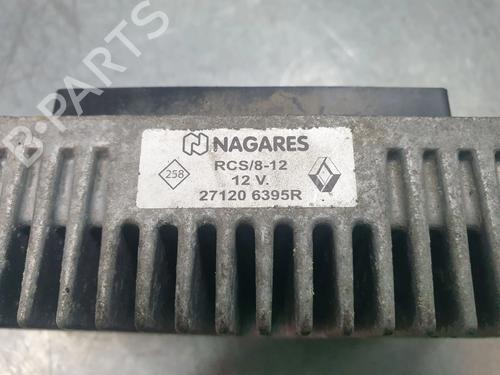 B-PARTS
NAGARES
258
RCS/8-12
12 V.
27120 6395R